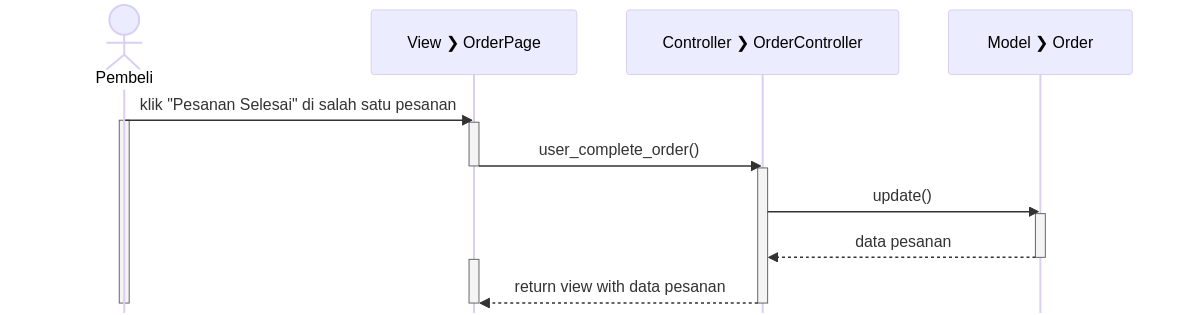 View ❯ OrderPage
Controller ❯ OrderController
Model ❯ Order
Pembeli
klik "Pesanan Selesai" di salah satu pesanan
user_complete_order()
update()
data pesanan
return view with data pesanan